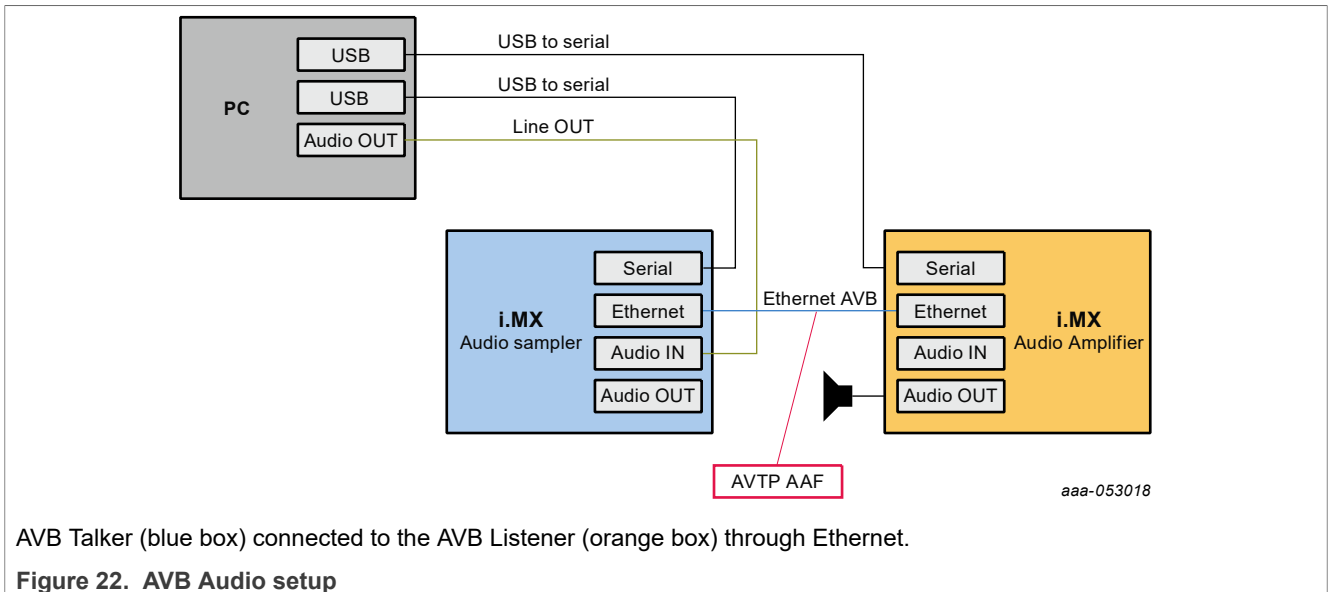 USB to serial
USB
USB to serial
PC
USB
Line OUT
Audio OUT
Serial
Serial
Ethernet AVB
Ethernet
Ethernet
i.MX
i.MX
Audio sampler
Audio Amplifier
Audio IN
Audio IN
Audio OUT
Audio OUT
AVTP AAF
aaa-053018
AVB Talker (blue box) connected to the AVB Listener (orange box) through Ethernet.
Figure 22. AVB Audio setup